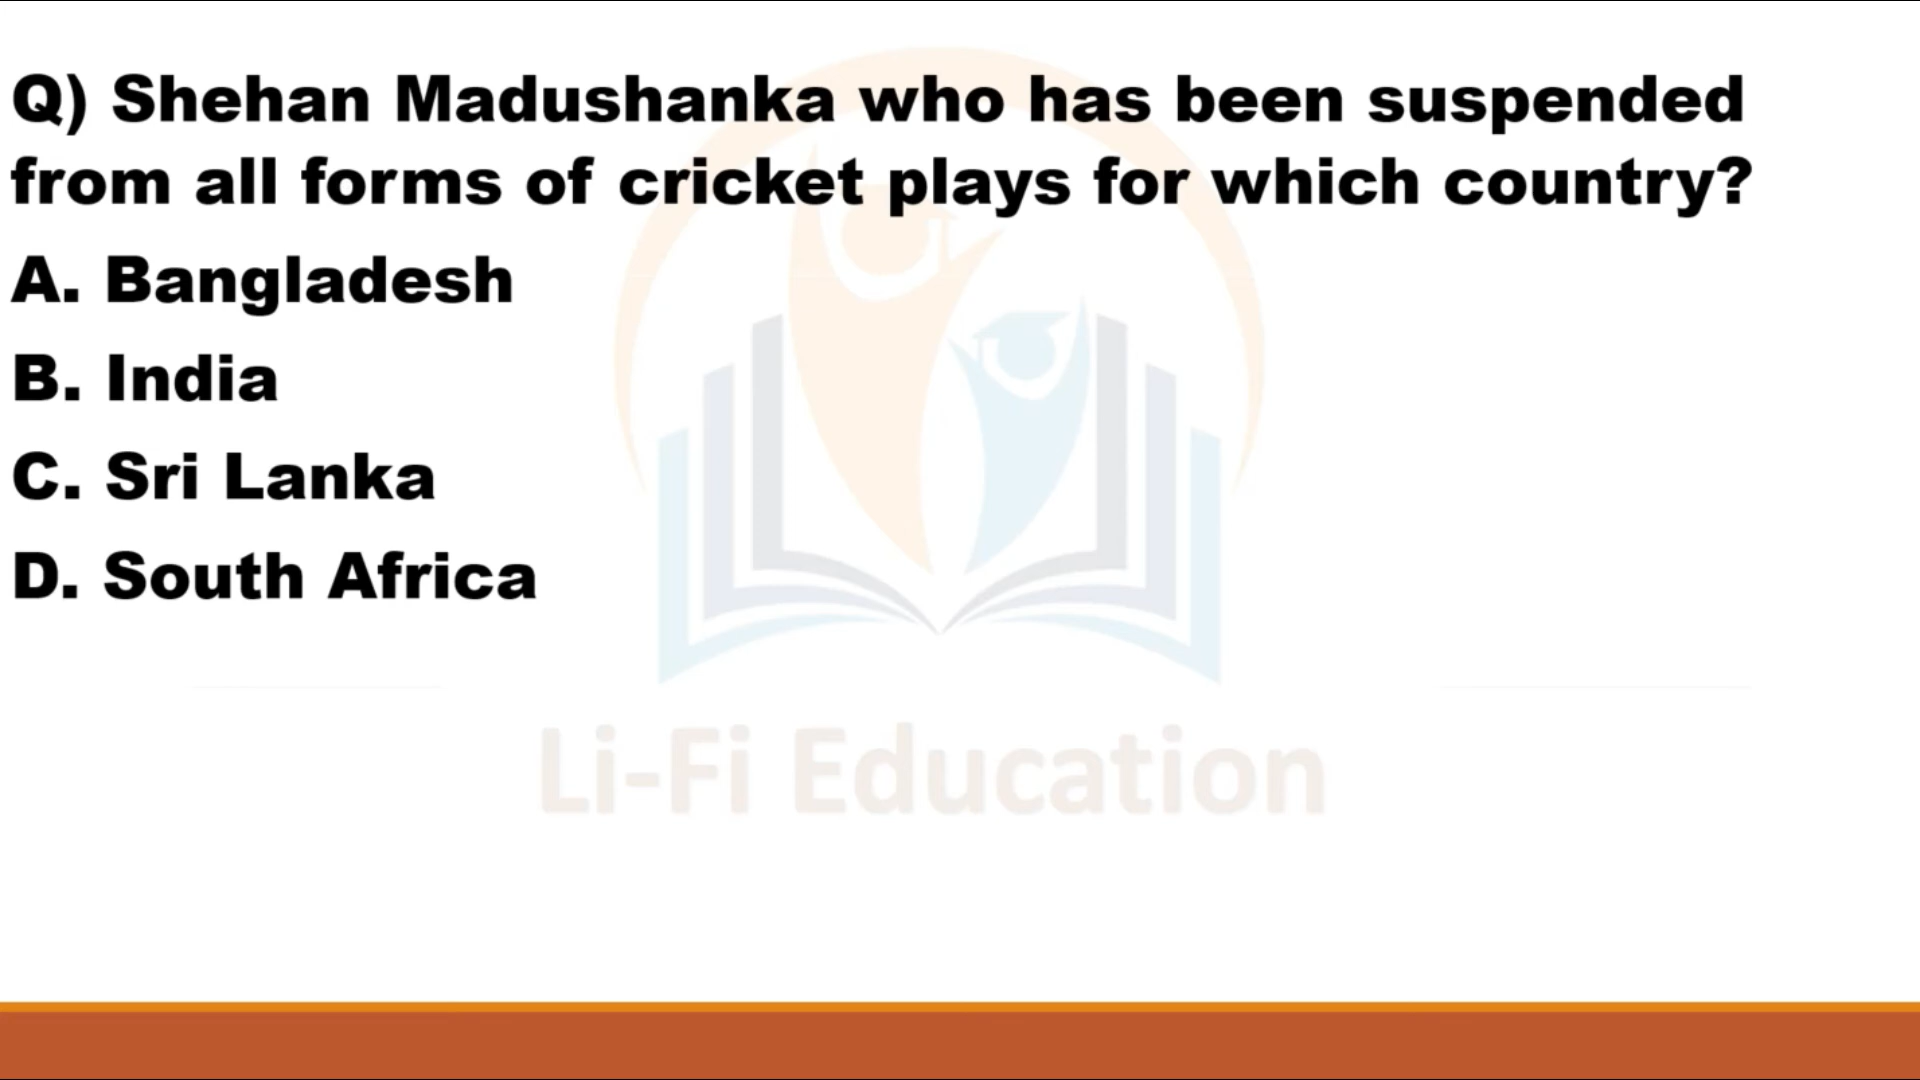 Q) Shehan Madushanka who has been suspended
from all forms of cricket plays for which country?
A. Bangladesh
B. India
C. Sri Lanka
D. South Africa
Li-Fi Education